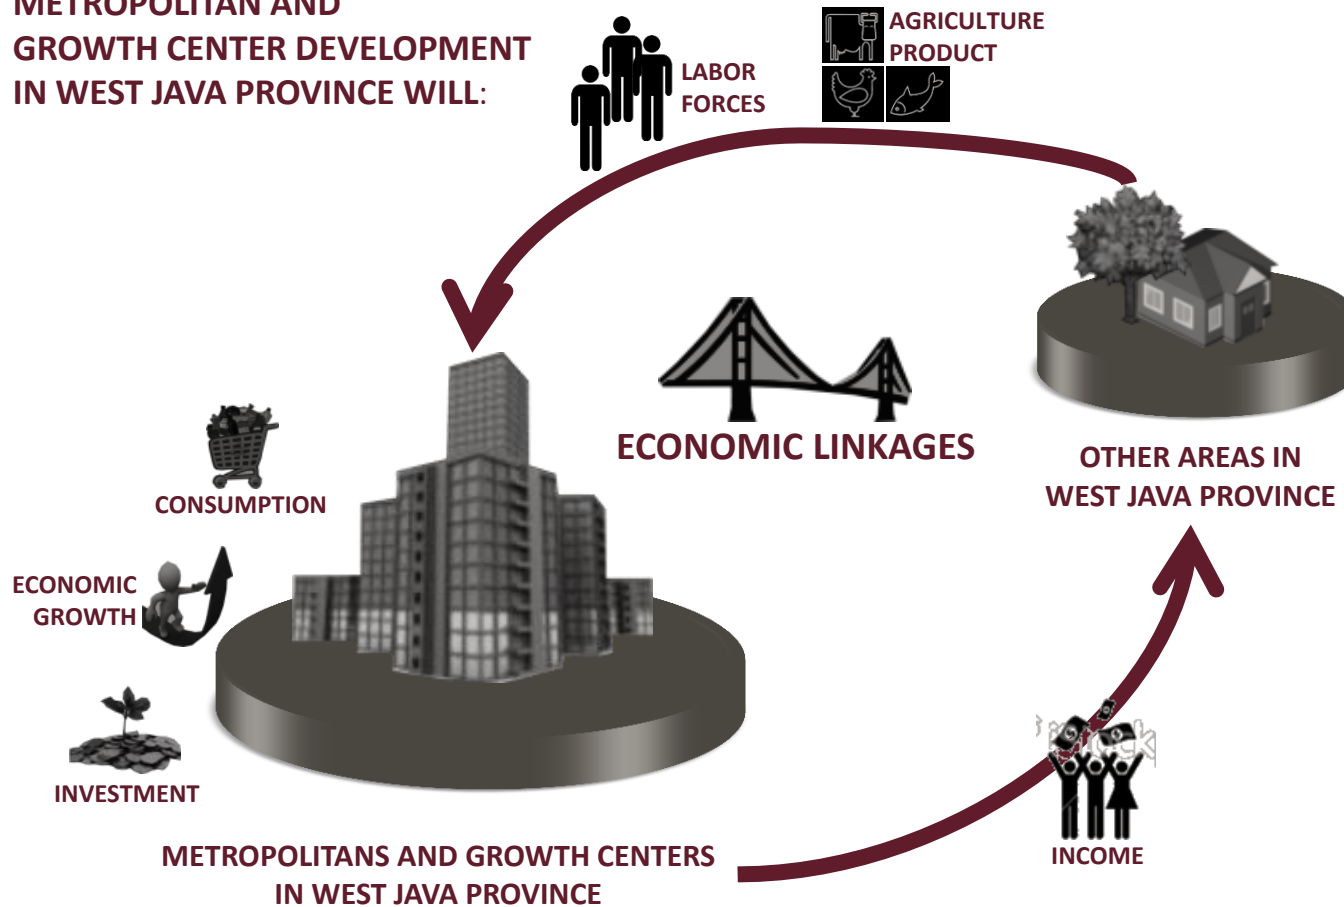 METROPOLITAN AND
GROWTH CENTER DEVELOPMENT
IN WEST JAVA PROVINCE WILL:
LABOR
FORCES
AGRICULTURE
PRODUCT
ECONOMIC LINKAGES
OTHER AREAS IN
WEST JAVA PROVINCE
CONSUMPTION
ECONOMIC
GROWTH
INVESTMENT
INCOME
METROPOLITANS AND GROWTH CENTERS
IN WEST JAVA PROVINCE